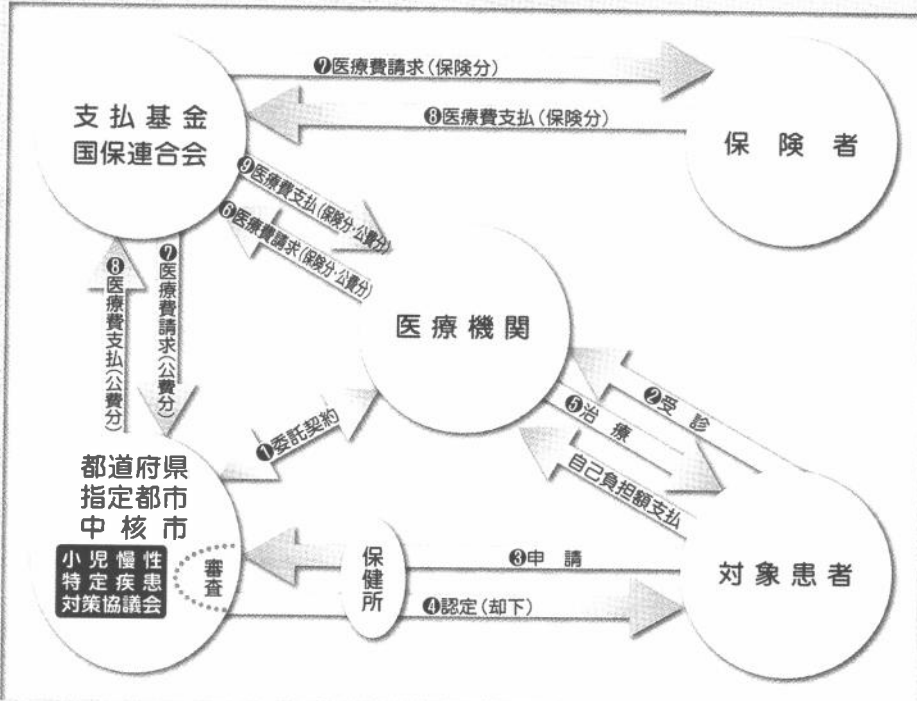 ❼医療費請求(保険分)
❽医療費支払(保険分)
支払基金
国保連合会
保険者
❾医療費支払(保険分・公費分)
❻医療費請求(保険分・公費分)
❽医療費支払(公費分)
❼医療費請求(公費分)
医療機関
❷受診
❺治療
自己負担額支払
❶委託契約
都道府県
指定都市
中核市
小児慢性
特定疾患
対策協議会
審査
保健所
❸申請
❹認定(却下)
対象患者